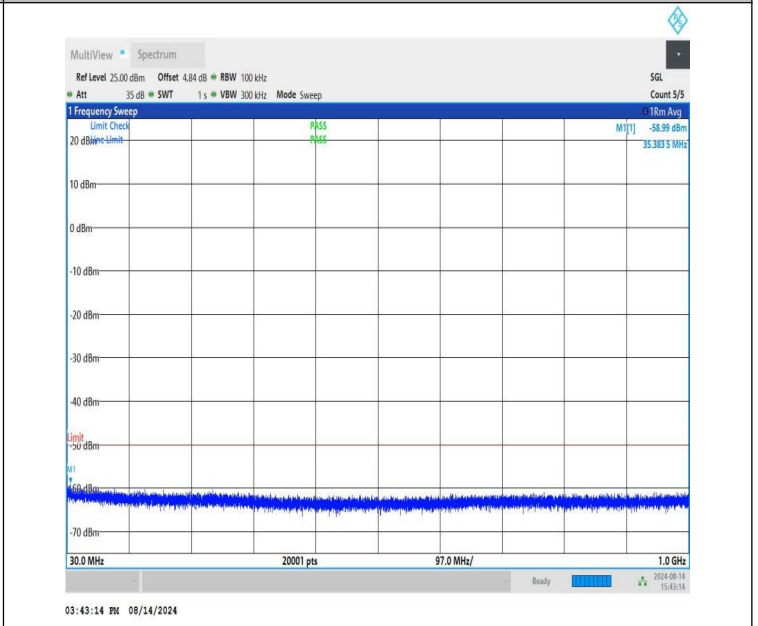 R&S
MultiView Spectrum
Ref Level 25.00 dBm Offset 4.84 dB RBW 100 kHz SGL
Att 35 dB SWT 1 s VBW 300 kHz Mode Sweep Count 5/5
1 Frequency Sweep 1Rm Avg
Limit Check PASS M1[1] -58.99 dBm
20 dBm Line Limit PASS 35.383 5 MHz
10 dBm
0 dBm
-10 dBm
-20 dBm
-30 dBm
-40 dBm
Limit
-50 dBm
M1
-60 dBm
-70 dBm
30.0 MHz 20001 pts 97.0 MHz/ 1.0 GHz
Ready 2024-08-14
15:43:14
03:43:14 PM 08/14/2024